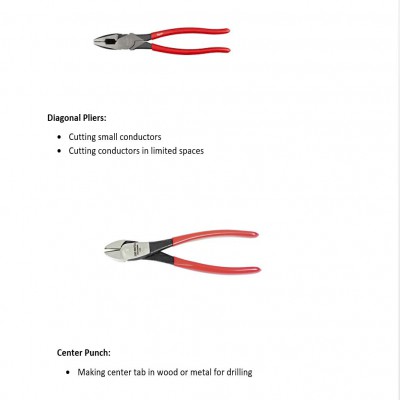 Diagonal Pliers:
• Cutting small conductors
• Cutting conductors in limited spaces
Center Punch:
• Making center tab in wood or metal for drilling